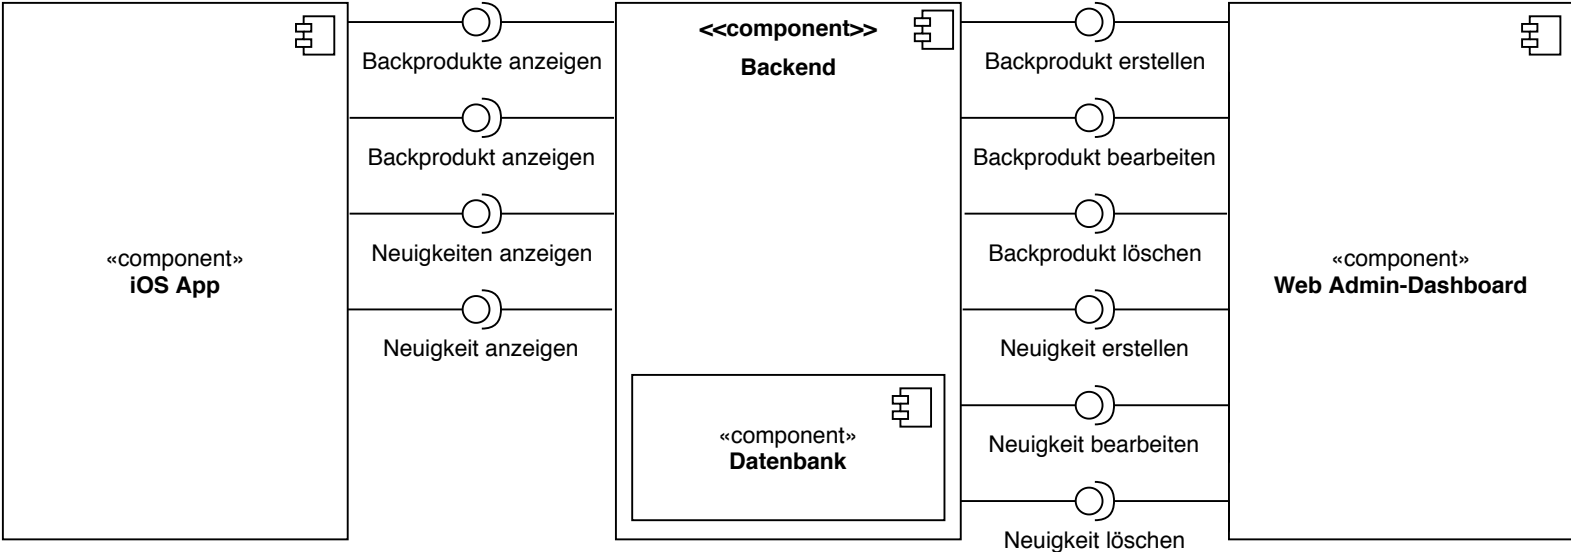 «component»
iOS App
Backprodukte anzeigen
Backprodukt anzeigen
Neuigkeiten anzeigen
Neuigkeit anzeigen
<<component>>
Backend
«component»
Datenbank
Backprodukt erstellen
Backprodukt bearbeiten
Backprodukt löschen
Neuigkeit erstellen
Neuigkeit bearbeiten
Neuigkeit löschen
«component»
Web Admin-Dashboard